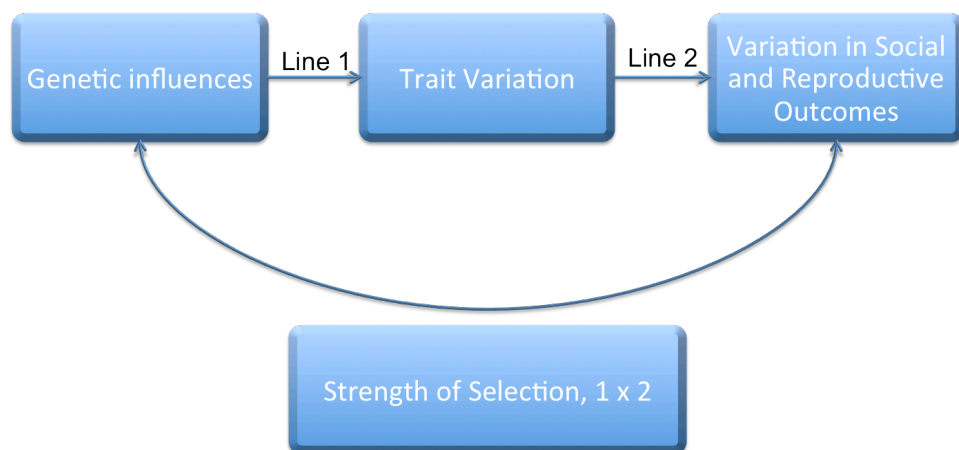 Genetic influences
Line 1
Trait Variation
Line 2
Variation in Social
and Reproductive
Outcomes
Strength of Selection, 1 x 2